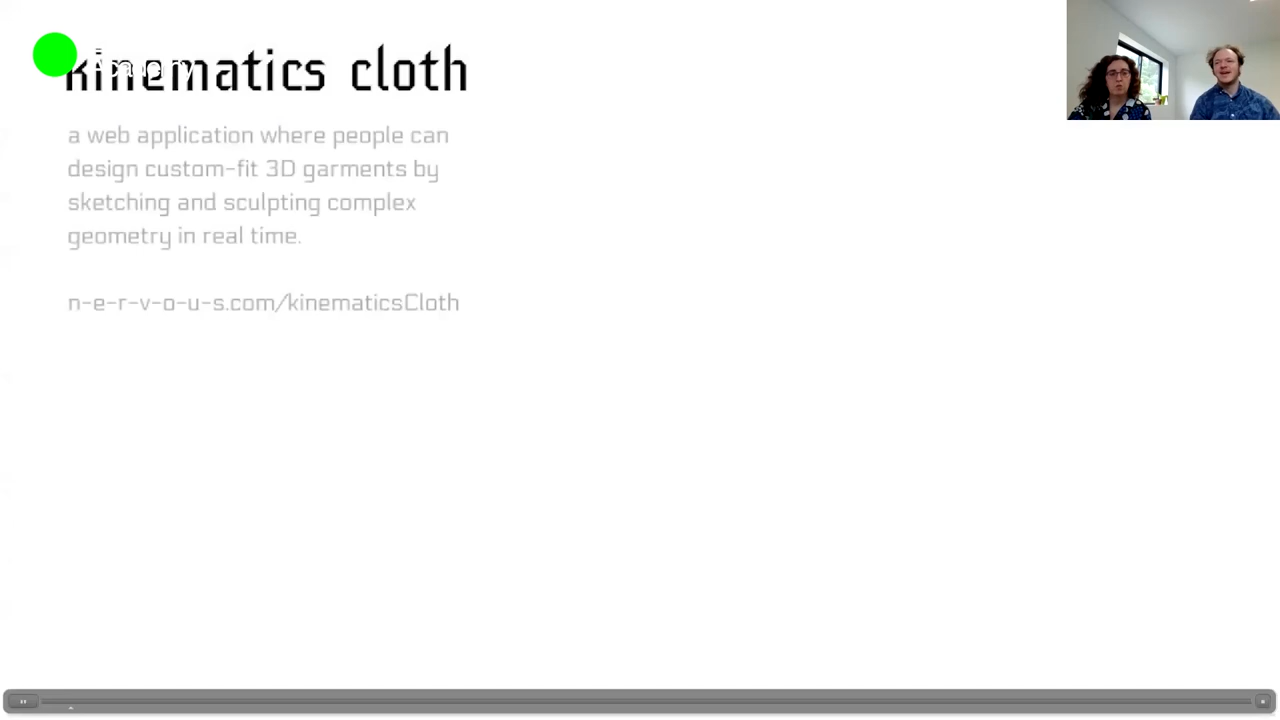 kinematics cloth
Academy
a web application where people can
design custom-fit 3D garments by
sketching and sculpting complex
geometry in real time.
n-e-r-v-o-u-s.com/kinematicsCloth